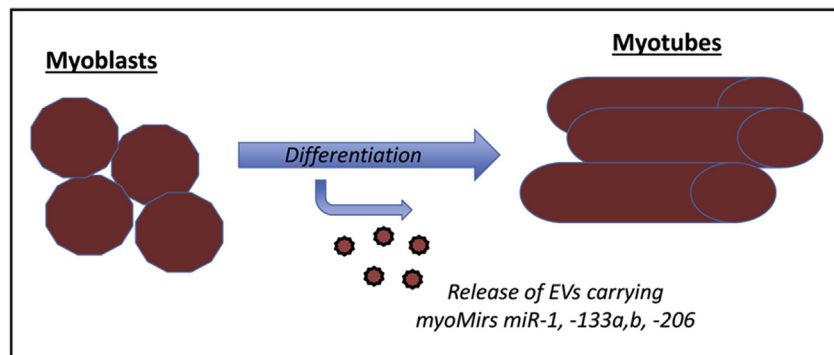 Myoblasts
Myotubes
Differentiation
Release of EVs carrying
myoMirs miR-1, -133a,b, -206